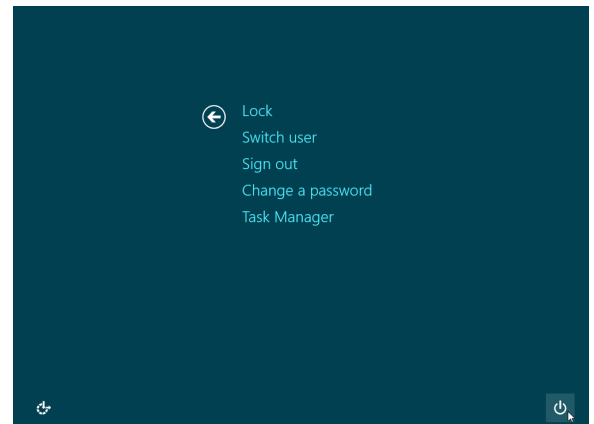 Lock
Switch user
Sign out
Change a password
Task Manager